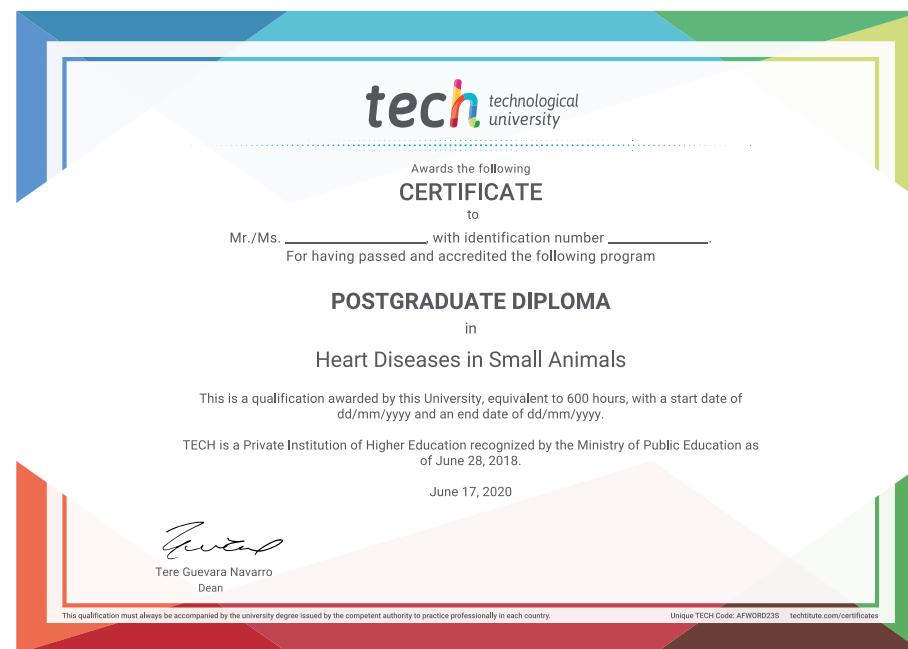 tech technological
university
Awards the following
CERTIFICATE
to
Mr./Ms. ____________, with identification number ____________.
For having passed and accredited the following program
POSTGRADUATE DIPLOMA
in
Heart Diseases in Small Animals
This is a qualification awarded by this University, equivalent to 600 hours, with a start date of
dd/mm/yyyy and an end date of dd/mm/yyyy.
TECH is a Private Institution of Higher Education recognized by the Ministry of Public Education as
of June 28, 2018.
June 17, 2020
Tere Guevara Navarro
Dean
This qualification must always be accompanied by the university degree issued by the competent authority to practice professionally in each country. Unique TECH Code: AFWORD23S techtitute.com/certificates